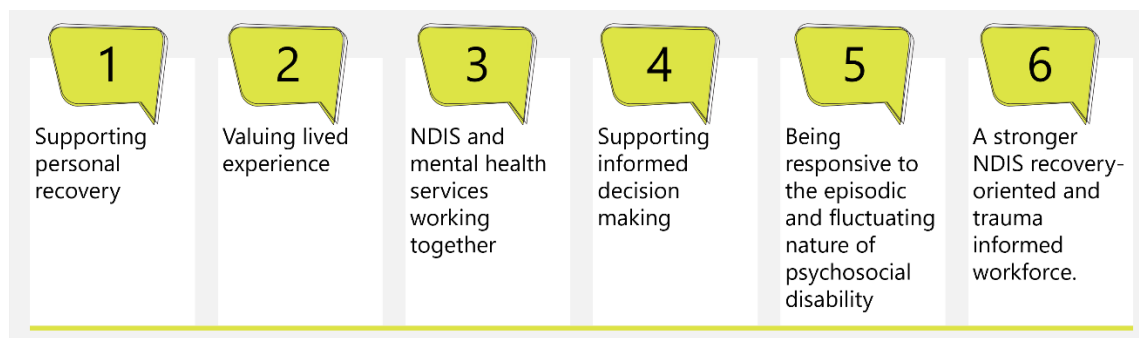 1
Supporting
personal
recovery
2
Valuing lived
experience
3
NDIS and
mental health
services
working
together
4
Supporting
informed
decision
making
5
Being
responsive to
the episodic
and fluctuating
nature of
psychosocial
disability
6
A stronger
NDIS recovery-
oriented and
trauma
informed
workforce.